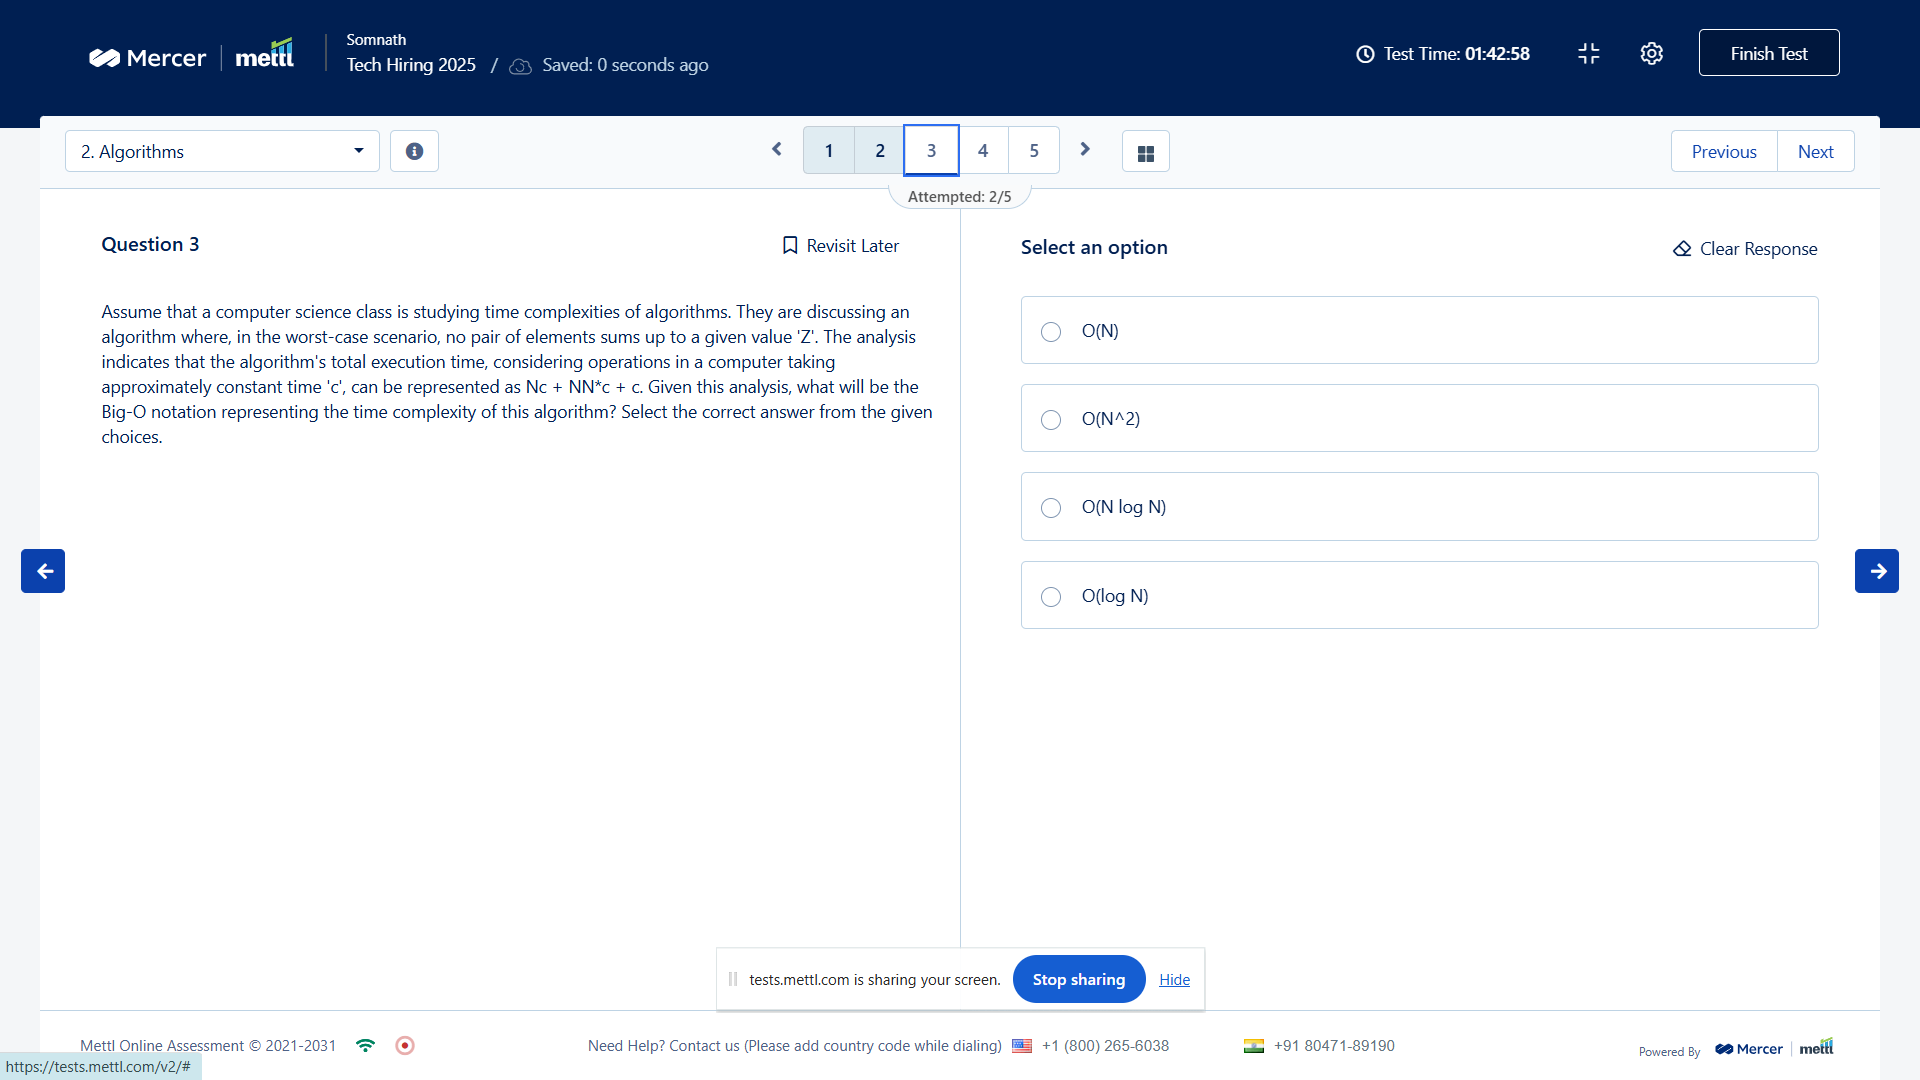 Mercer | mettl
Somnath
Tech Hiring 2025 / Saved: 0 seconds ago
Test Time: 01:42:58
Finish Test
2. Algorithms
1 2 3 4 5
Attempted: 2/5
Previous
Next
Question 3
Revisit Later
Assume that a computer science class is studying time complexities of algorithms. They are discussing an
algorithm where, in the worst-case scenario, no pair of elements sums up to a given value 'Z'. The analysis
indicates that the algorithm's total execution time, considering operations in a computer taking
approximately constant time 'c', can be represented as Nc + NN*c + c. Given this analysis, what will be the
Big-O notation representing the time complexity of this algorithm? Select the correct answer from the given
choices.
Select an option
Clear Response
O(N)
O(N^2)
O(N log N)
O(log N)
tests.mettl.com is sharing your screen.
Stop sharing
Hide
Mettl Online Assessment © 2021-2031
Need Help? Contact us (Please add country code while dialing)
+1 (800) 265-6038
+91 80471-89190
Powered By
Mercer | mettl
https://tests.mettl.com/v2/#